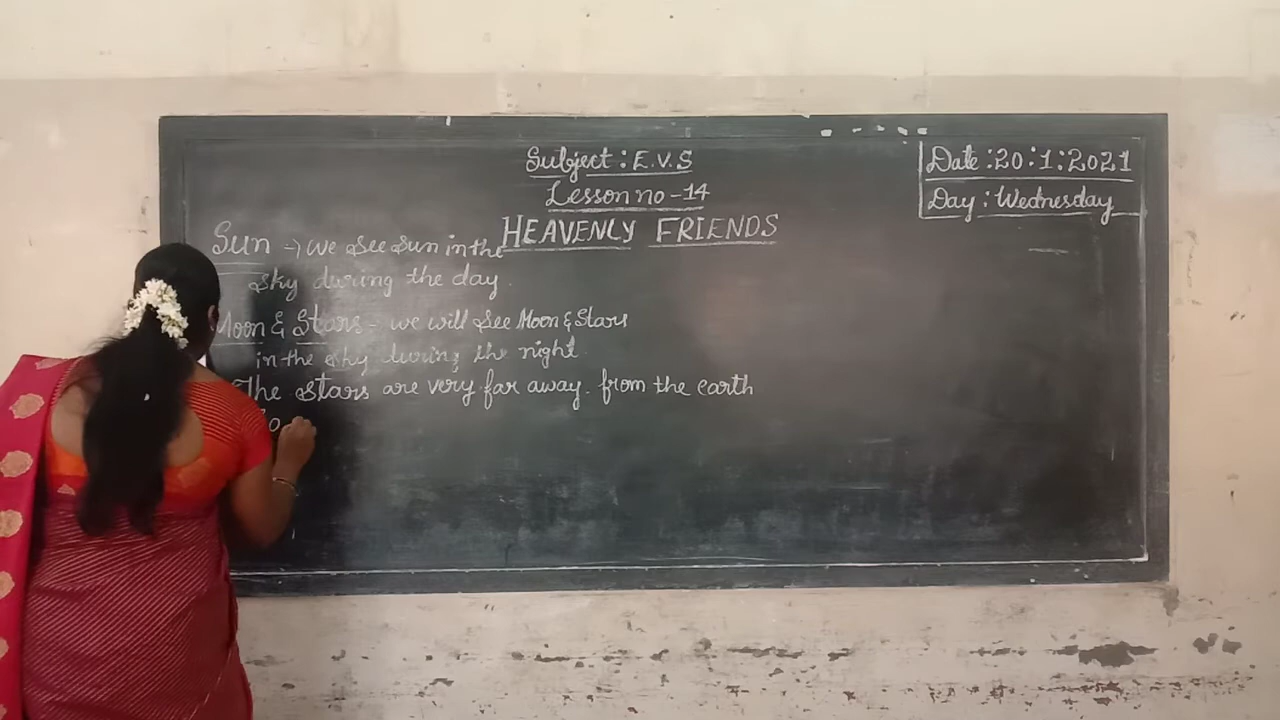 Subject : E.V.S
Lesson no - 14
HEAVENLY FRIENDS
Date : 20 : 1 : 2021
Day : Wednesday
Sun → we see Sun in the
sky during the day.
Moon & Stars - we will see Moon & Stars
in the sky during the night.
The stars are very far away. from the earth